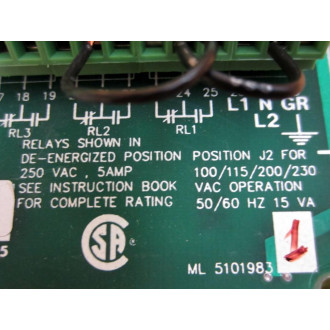 17 18 19
24 25
L1 N GR
RL3 RL2 RL1 L2
RELAYS SHOWN IN
DE-ENERGIZED POSITION POSITION J2 FOR
250 VAC , 5AMP 100/115/200/230
SEE INSTRUCTION BOOK VAC OPERATION
FOR COMPLETE RATING 50/60 HZ 15 VA
SA
ML 5101983
1
5